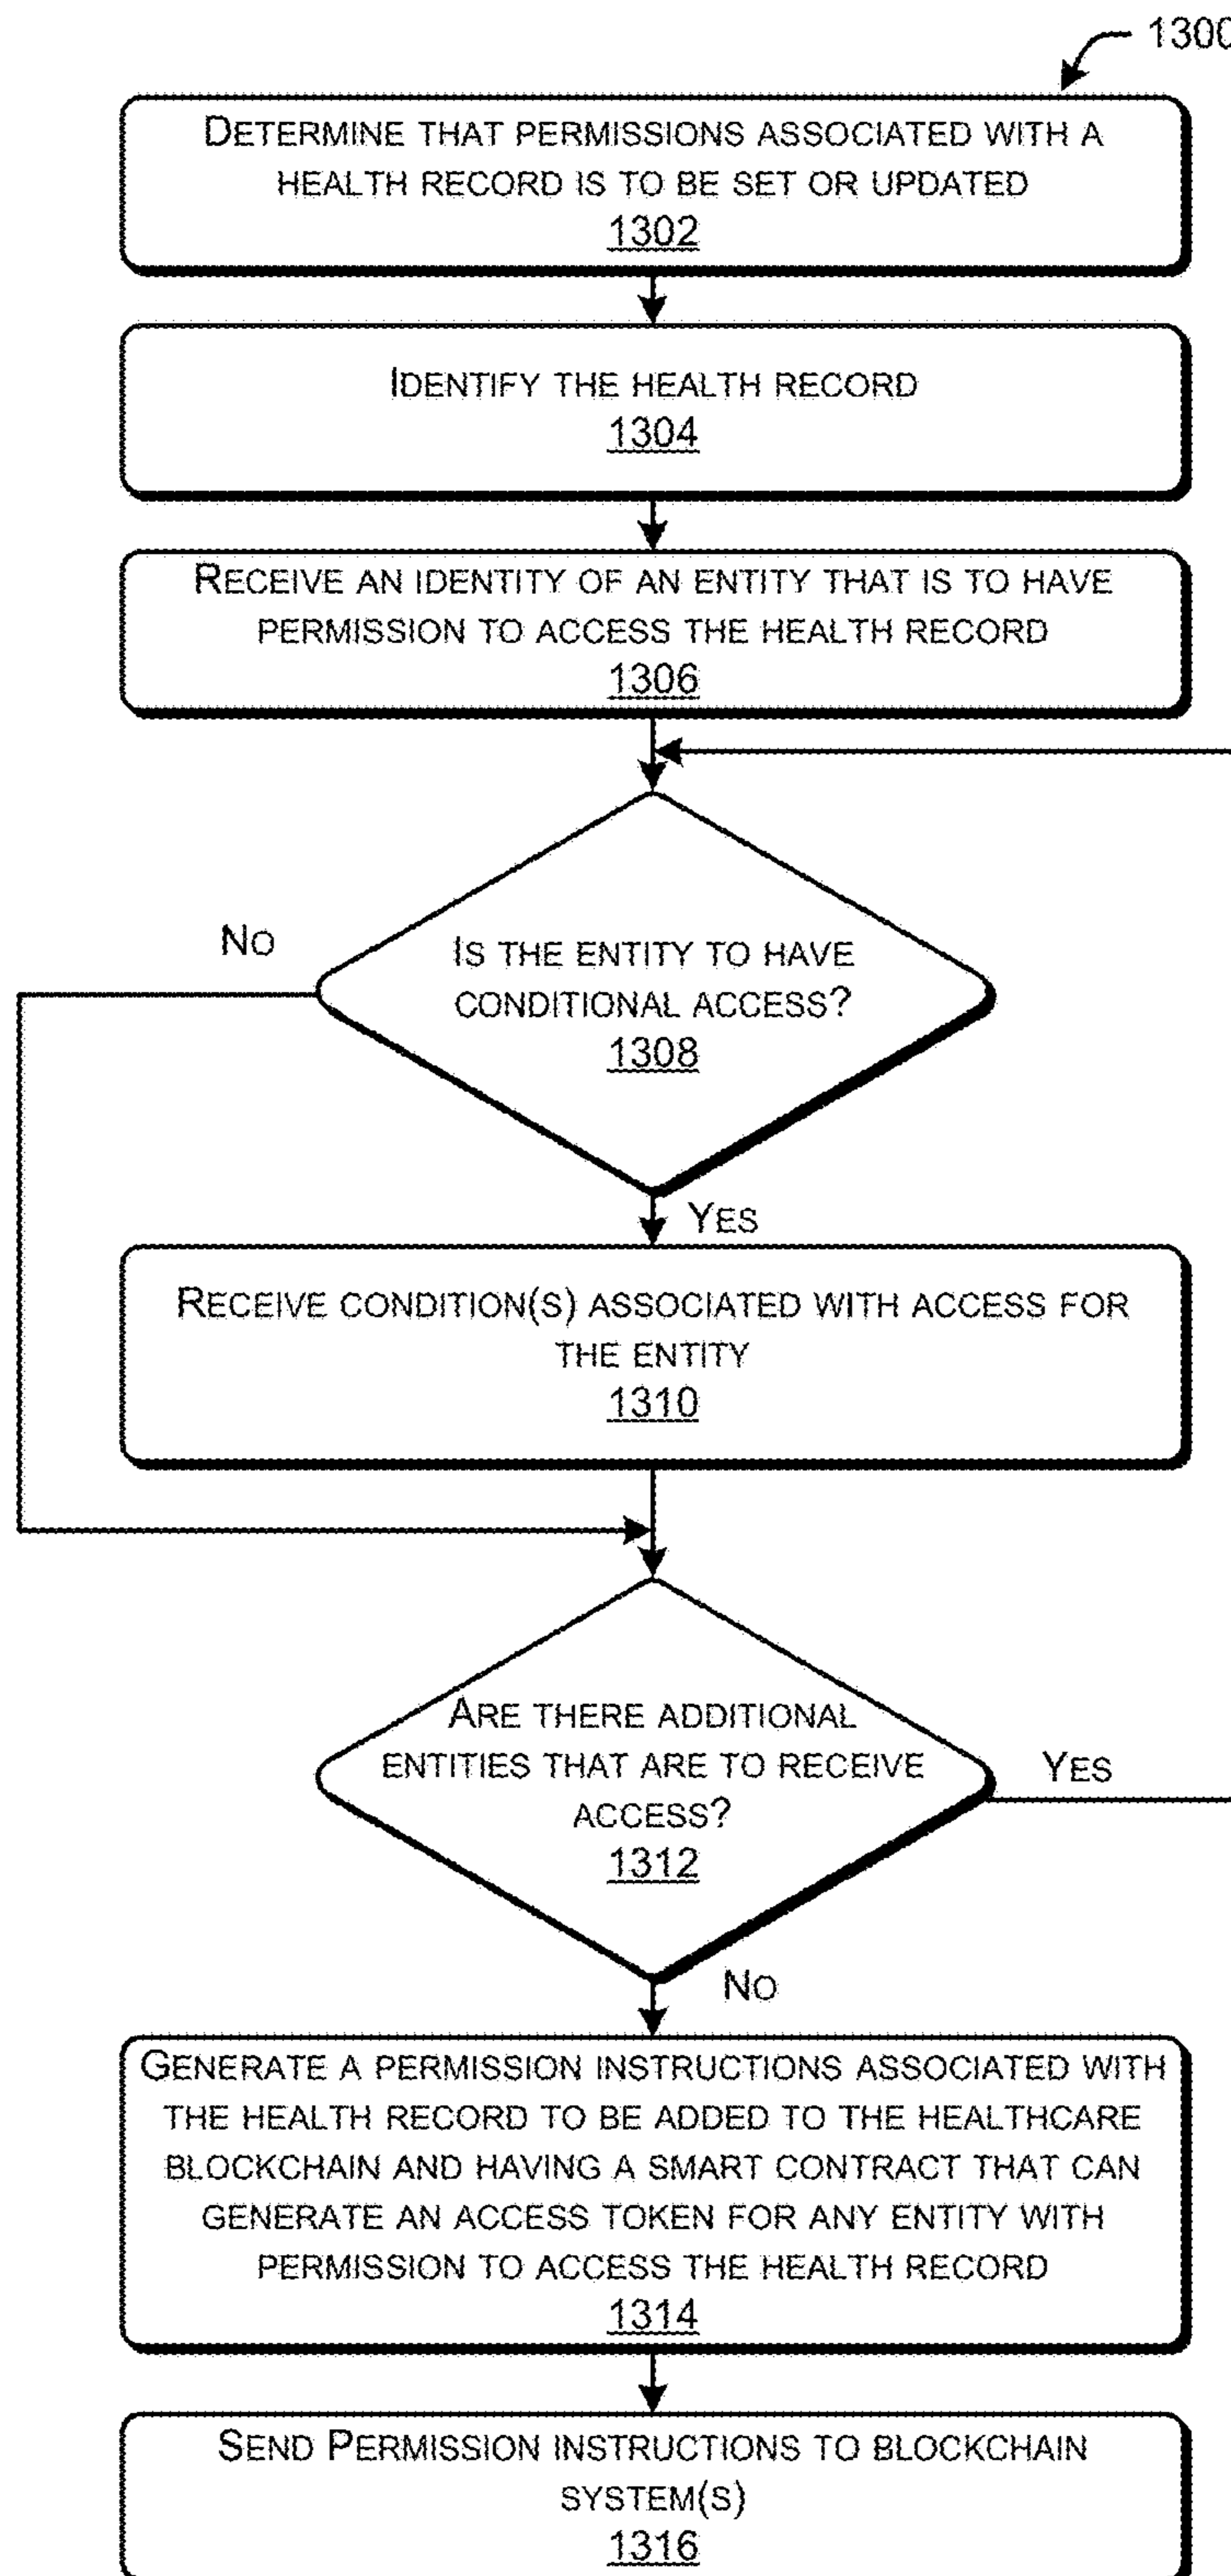 1300
DETERMINE THAT PERMISSIONS ASSOCIATED WITH A
HEALTH RECORD IS TO BE SET OR UPDATED
1302
IDENTIFY THE HEALTH RECORD
1304
RECEIVE AN IDENTITY OF AN ENTITY THAT IS TO HAVE
PERMISSION TO ACCESS THE HEALTH RECORD
1306
NO
IS THE ENTITY TO HAVE
CONDITIONAL ACCESS?
1308
YES
RECEIVE CONDITION(S) ASSOCIATED WITH ACCESS FOR
THE ENTITY
1310
ARE THERE ADDITIONAL
ENTITIES THAT ARE TO RECEIVE
ACCESS?
1312
YES
NO
GENERATE A PERMISSION INSTRUCTIONS ASSOCIATED WITH
THE HEALTH RECORD TO BE ADDED TO THE HEALTHCARE
BLOCKCHAIN AND HAVING A SMART CONTRACT THAT CAN
GENERATE AN ACCESS TOKEN FOR ANY ENTITY WITH
PERMISSION TO ACCESS THE HEALTH RECORD
1314
SEND PERMISSION INSTRUCTIONS TO BLOCKCHAIN
SYSTEM(S)
1316